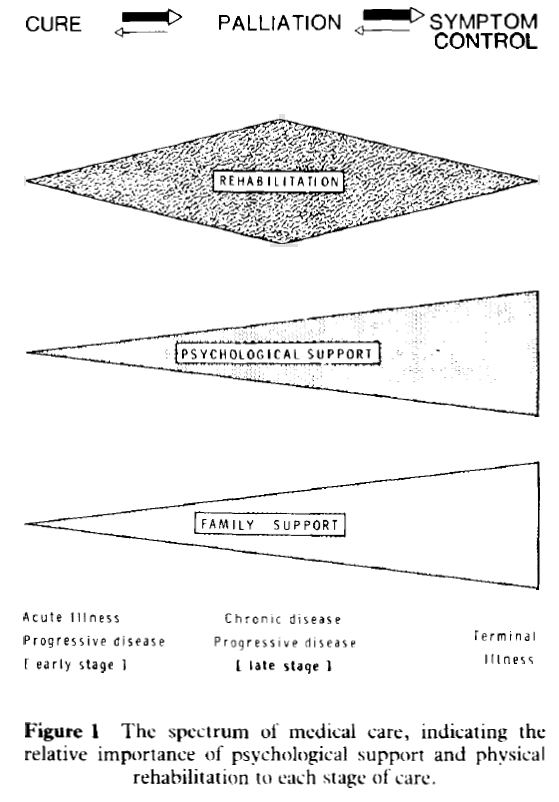 CURE PALLIATION SYMPTOM
CONTROL
REHABILITATION
PSYCHOLOGICAL SUPPORT
FAMILY SUPPORT
Acute Illness Chronic disease
Progressive disease Progressive disease Terminal
[ early stage ] [ late stage ] Illness
Figure 1 The spectrum of medical care, indicating the
relative importance of psychological support and physical
rehabilitation to each stage of care.